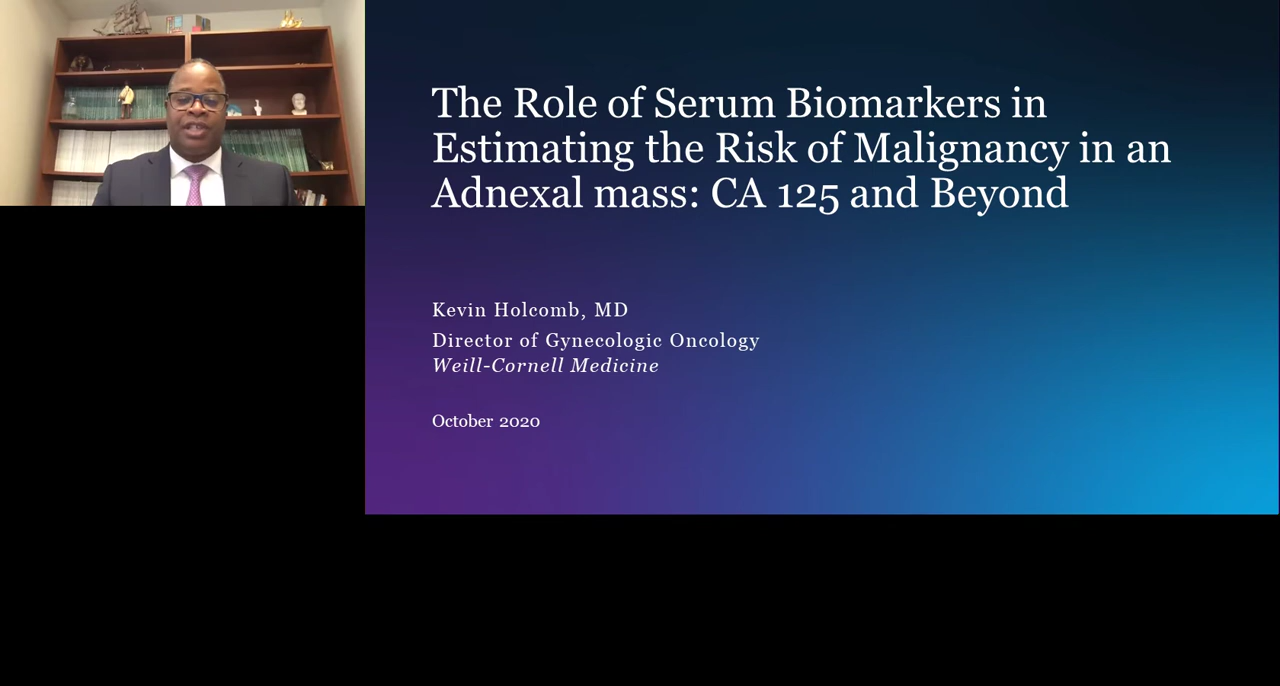 The Role of Serum Biomarkers in
Estimating the Risk of Malignancy in an
Adnexal mass: CA 125 and Beyond
Kevin Holcomb, MD
Director of Gynecologic Oncology
Weill-Cornell Medicine
October 2020